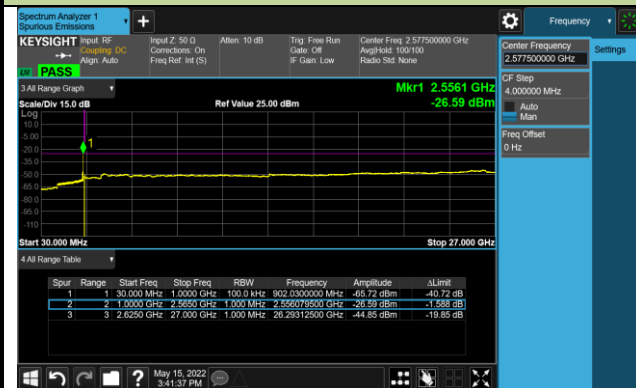 Spectrum Analyzer 1
Spurious Emissions
Frequency
KEYSIGHT
Input: RF
Coupling: DC
Align: Auto
Input Z: 50 Ω
Corrections: On
Freq Ref: Int (S)
Atten: 10 dB
Trig: Free Run
Gate: Off
IF Gain: Low
Center Freq: 2.577500000 GHz
Avg|Hold: 100/100
Radio Std: None
PASS
Center Frequency
2.577500000 GHz
Settings
CF Step
4.000000 MHz
Auto
Man
Freq Offset
0 Hz
3 All Range Graph
Mkr1 2.5561 GHz
Scale/Div 15.0 dB
Ref Value 25.00 dBm
-26.59 dBm
Log
10.0
-5.00
-20.0
-35.0
-50.0
-65.0
-80.0
-95.0
-110
1
Start 30.000 MHz
Stop 27.000 GHz
4 All Range Table
Spur Range Start Freq Stop Freq RBW Frequency Amplitude ΔLimit
1 1 30.000 MHz 1.0000 GHz 100.0 kHz 902.0300000 MHz -65.72 dBm -40.72 dB
2 2 1.0000 GHz 2.5650 GHz 1.000 MHz 2.556079500 GHz -26.59 dBm -1.588 dB
3 3 2.6250 GHz 27.000 GHz 1.000 MHz 26.29312500 GHz -44.85 dBm -19.85 dB
May 15, 2022
3:41:37 PM